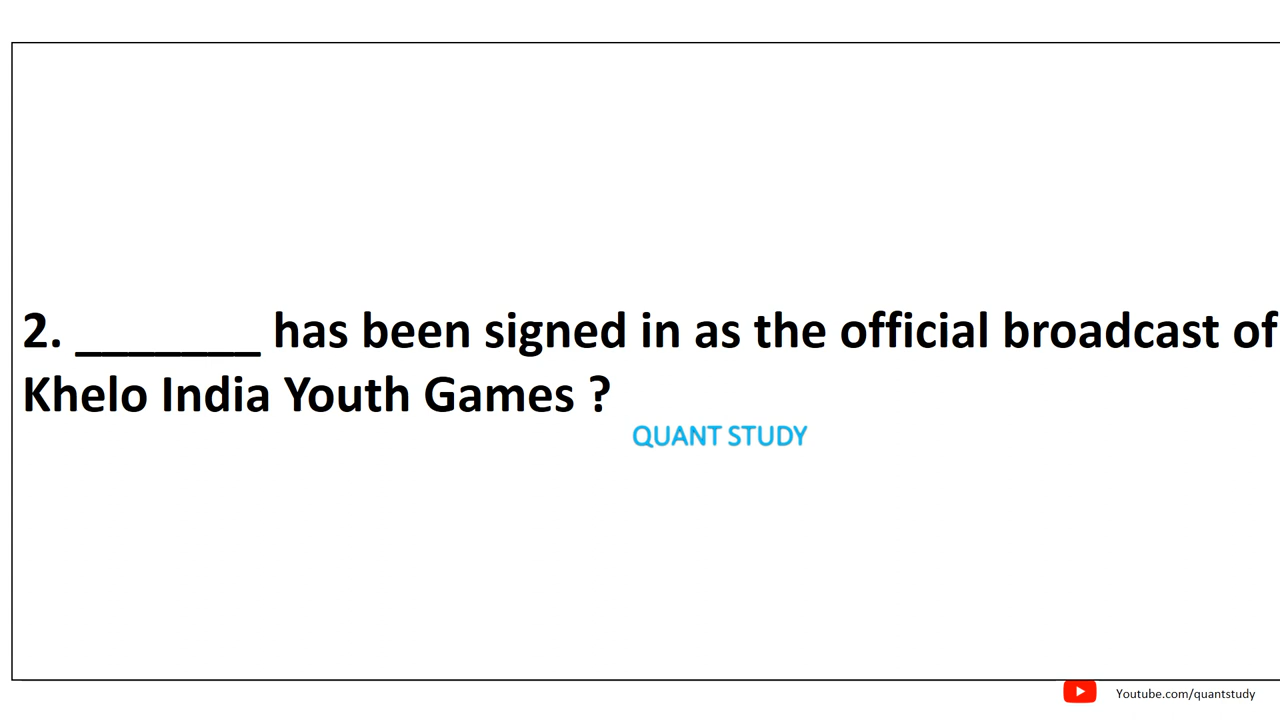 2. _______ has been signed in as the official broadcast of
Khelo India Youth Games ?
QUANT STUDY
Youtube.com/quantstudy